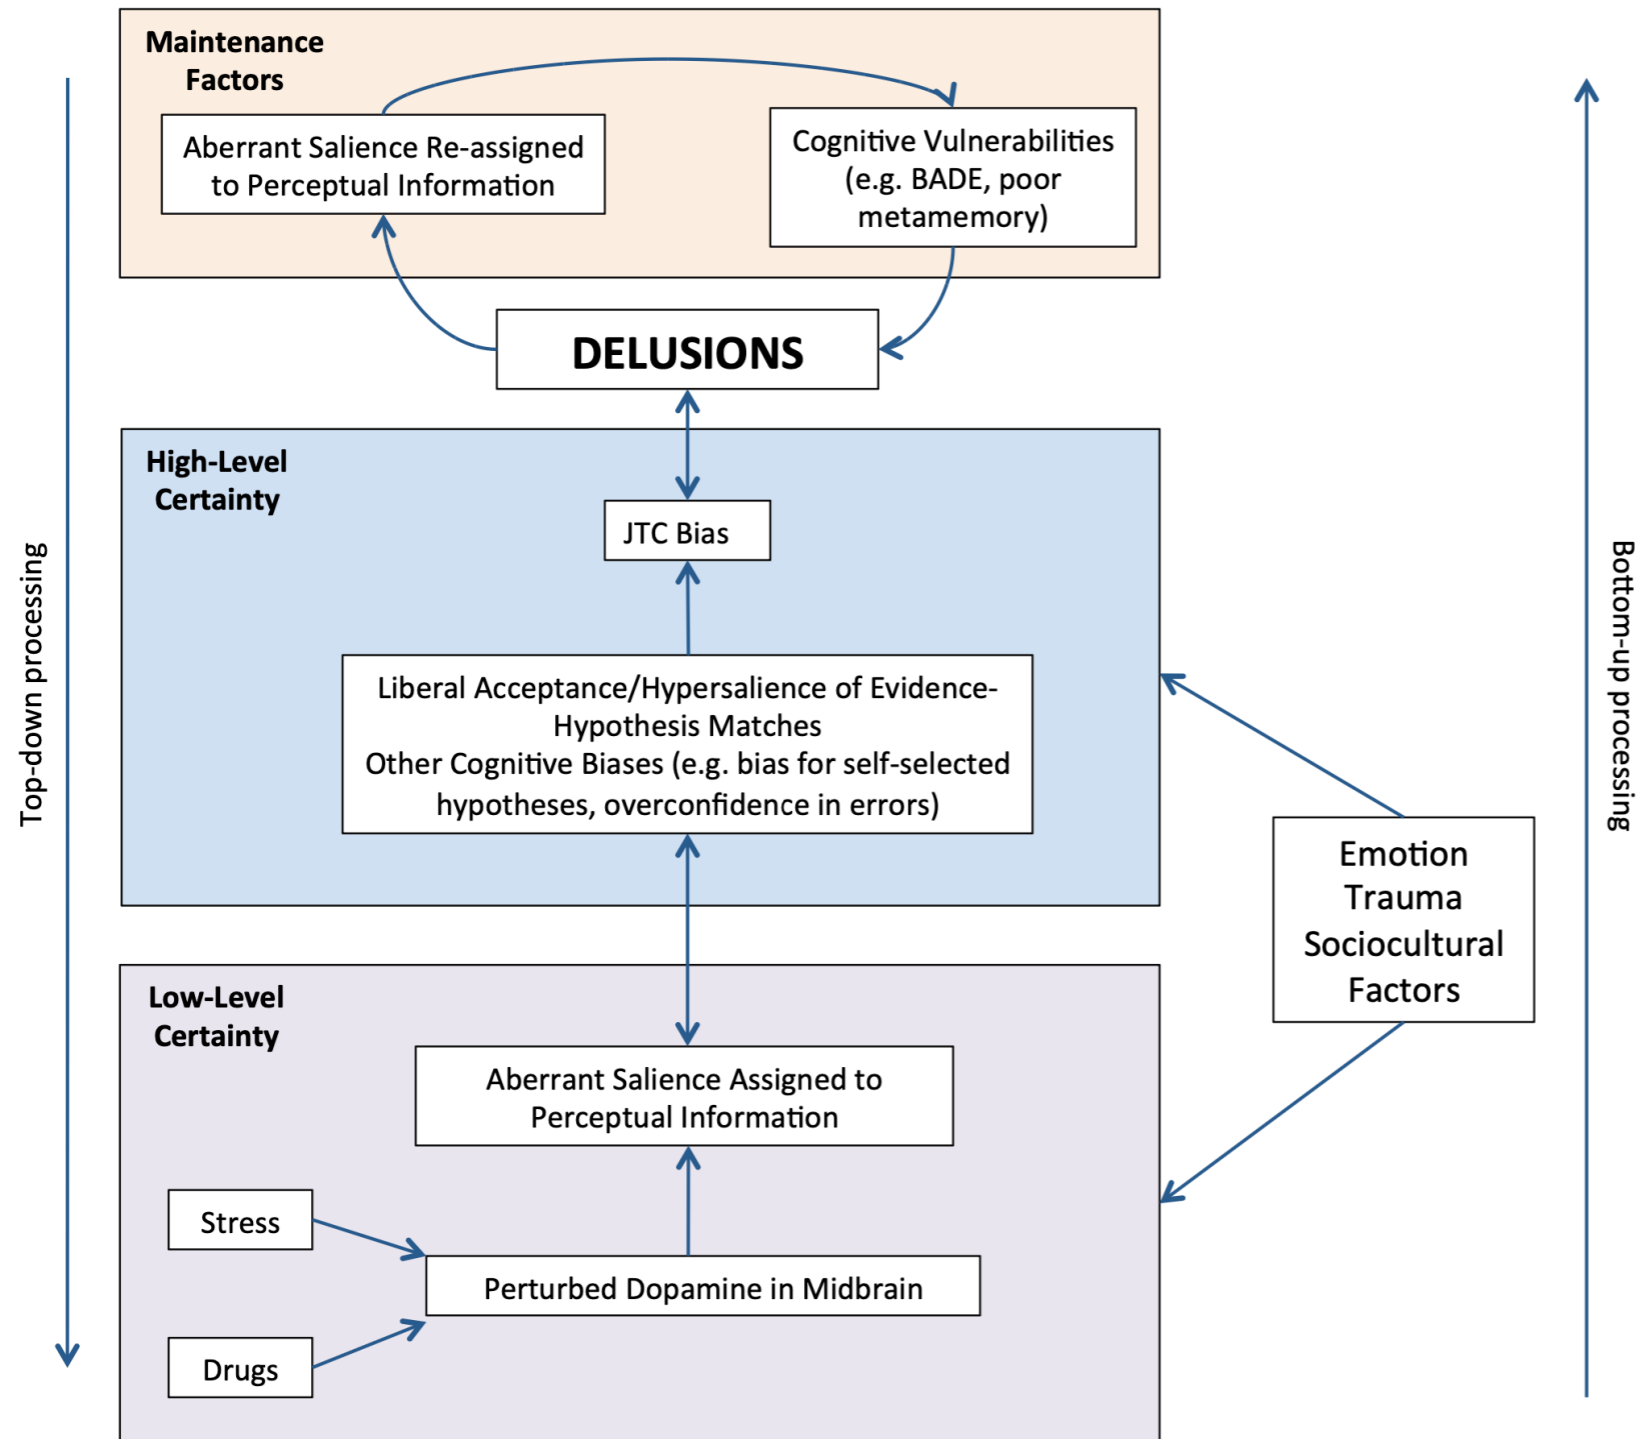 Maintenance
Factors
Aberrant Salience Re-assigned
to Perceptual Information
Cognitive Vulnerabilities
(e.g. BADE, poor
metamemory)
DELUSIONS
High-Level
Certainty
JTC Bias
Liberal Acceptance/Hypersalience of Evidence-
Hypothesis Matches
Other Cognitive Biases (e.g. bias for self-selected
hypotheses, overconfidence in errors)
Low-Level
Certainty
Aberrant Salience Assigned to
Perceptual Information
Stress
Perturbed Dopamine in Midbrain
Drugs
Emotion
Trauma
Sociocultural
Factors
Top-down processing
Bottom-up processing